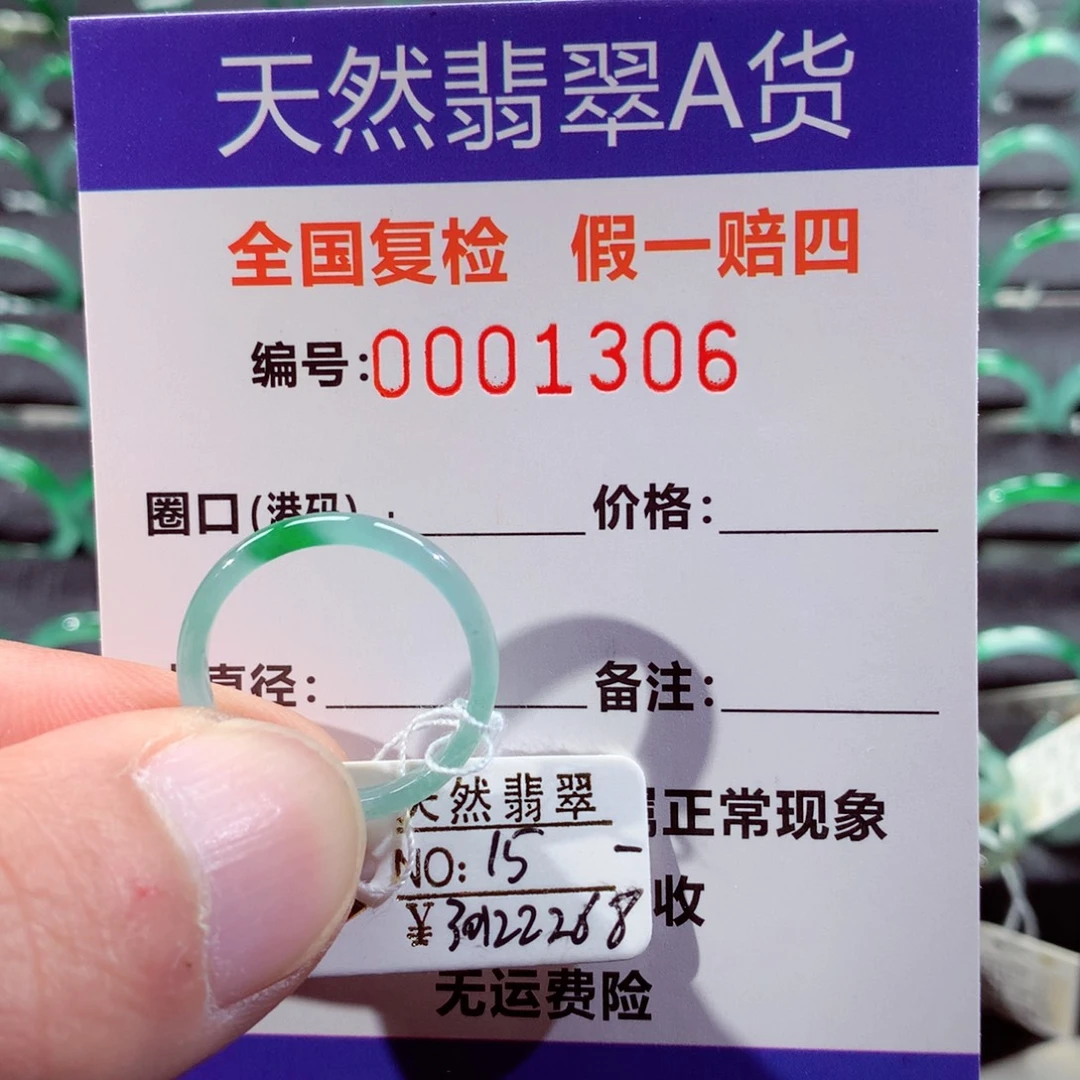 天然翡翠A货
全国复检 假一赔四
编号:0001306
圈口(港码): 价格:
直径: 备注:
正常现象
收
无运费险
天然翡翠
NO: 15 -